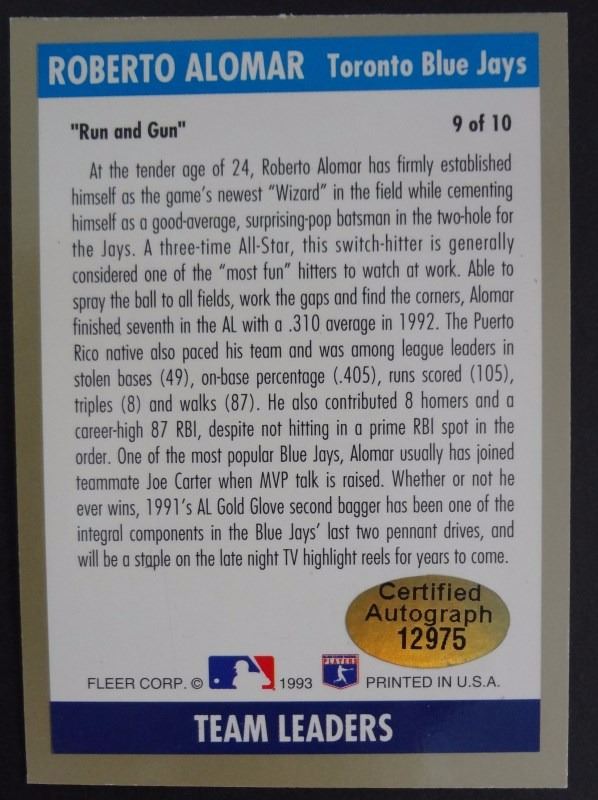 ROBERTO ALOMAR Toronto Blue Jays
"Run and Gun" 9 of 10
At the tender age of 24, Roberto Alomar has firmly established
himself as the game's newest "Wizard" in the field while cementing
himself as a good-average, surprising-pop batsman in the two-hole for
the Jays. A three-time All-Star, this switch-hitter is generally
considered one of the "most fun" hitters to watch at work. Able to
spray the ball to all fields, work the gaps and find the corners, Alomar
finished seventh in the AL with a .310 average in 1992. The Puerto
Rico native also paced his team and was among league leaders in
stolen bases (49), on-base percentage (.405), runs scored (105),
triples (8) and walks (87). He also contributed 8 homers and a
career-high 87 RBI, despite not hitting in a prime RBI spot in the
order. One of the most popular Blue Jays, Alomar usually has joined
teammate Joe Carter when MVP talk is raised. Whether or not he
ever wins, 1991's AL Gold Glove second bagger has been one of the
integral components in the Blue Jays' last two pennant drives, and
will be a staple on the late night TV highlight reels for years to come.
Certified
Autograph
12975
PLAYERS
FLEER CORP. © 1993 PRINTED IN U.S.A.
TEAM LEADERS